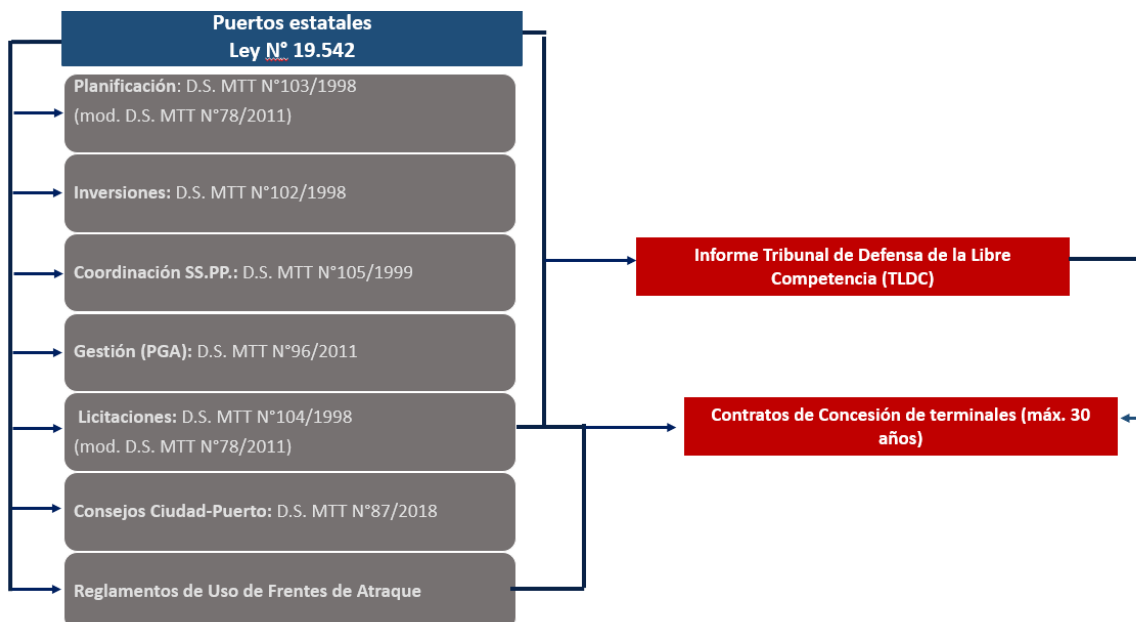 Puertos estatales
Ley N° 19.542
Planificación: D.S. MTT N°103/1998
(mod. D.S. MTT N°78/2011)
Inversiones: D.S. MTT N°102/1998
Coordinación SS.PP.: D.S. MTT N°105/1999
Gestión (PGA): D.S. MTT N°96/2011
Licitaciones: D.S. MTT N°104/1998
(mod. D.S. MTT N°78/2011)
Consejos Ciudad-Puerto: D.S. MTT N°87/2018
Reglamentos de Uso de Frentes de Atraque
Informe Tribunal de Defensa de la Libre
Competencia (TLDC)
Contratos de Concesión de terminales (máx. 30
años)